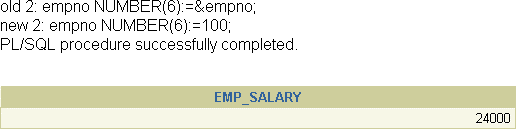 old 2: empno NUMBER(6):=&empno;
new 2: empno NUMBER(6):=100;
PL/SQL procedure successfully completed.
EMP_SALARY
24000